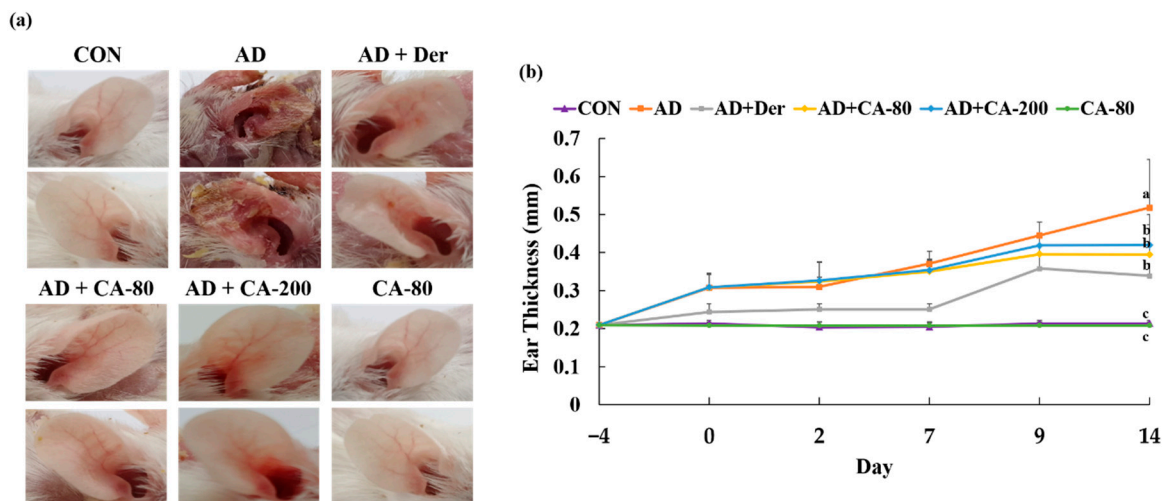 (a)
CON AD AD + Der
AD + CA-80 AD + CA-200 CA-80
(b)
CON AD AD+Der AD+CA-80 AD+CA-200 CA-80
Ear Thickness (mm)
0.7
0.6
0.5
0.4
0.3
0.2
0.1
0
a
b
b
b
c
c
−4 0 2 7 9 14
Day